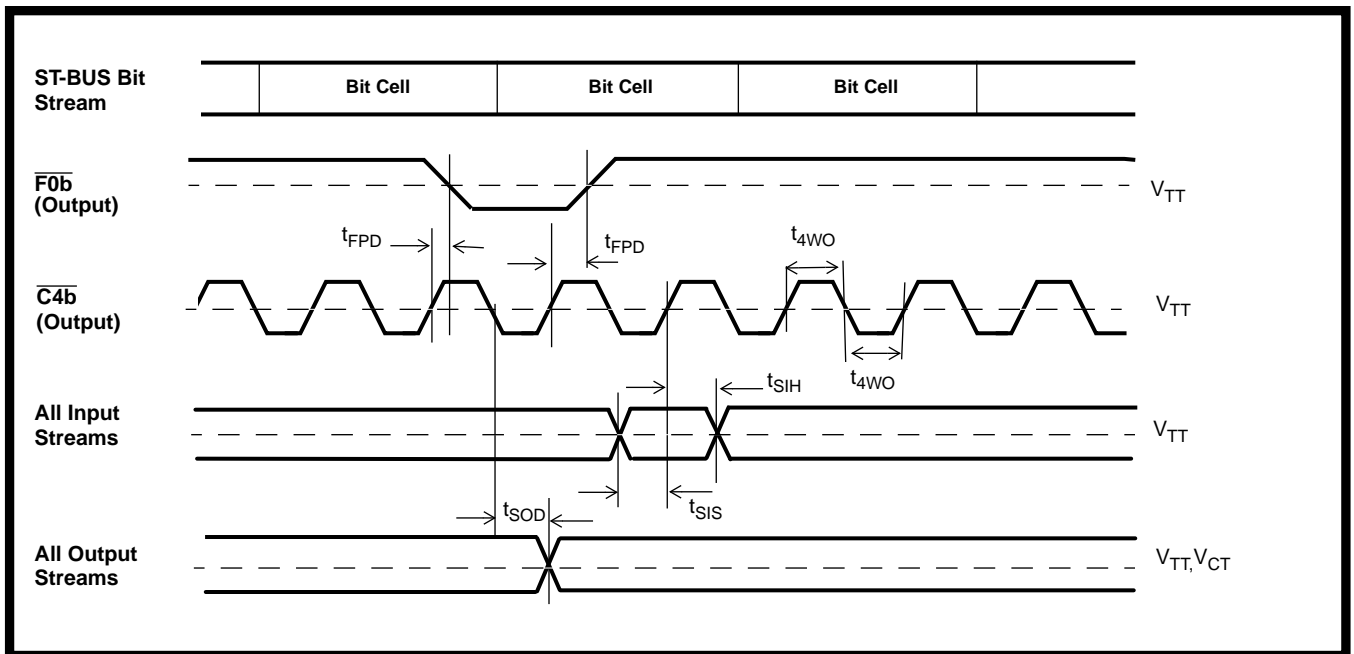 ST-BUS Bit
Stream
Bit Cell
Bit Cell
Bit Cell
F0b
(Output)
VTT
tFPD
tFPD
t4WO
C4b
(Output)
VTT
t4WO
tSIH
All Input
Streams
VTT
tSIS
tSOD
All Output
Streams
VTT,VCT